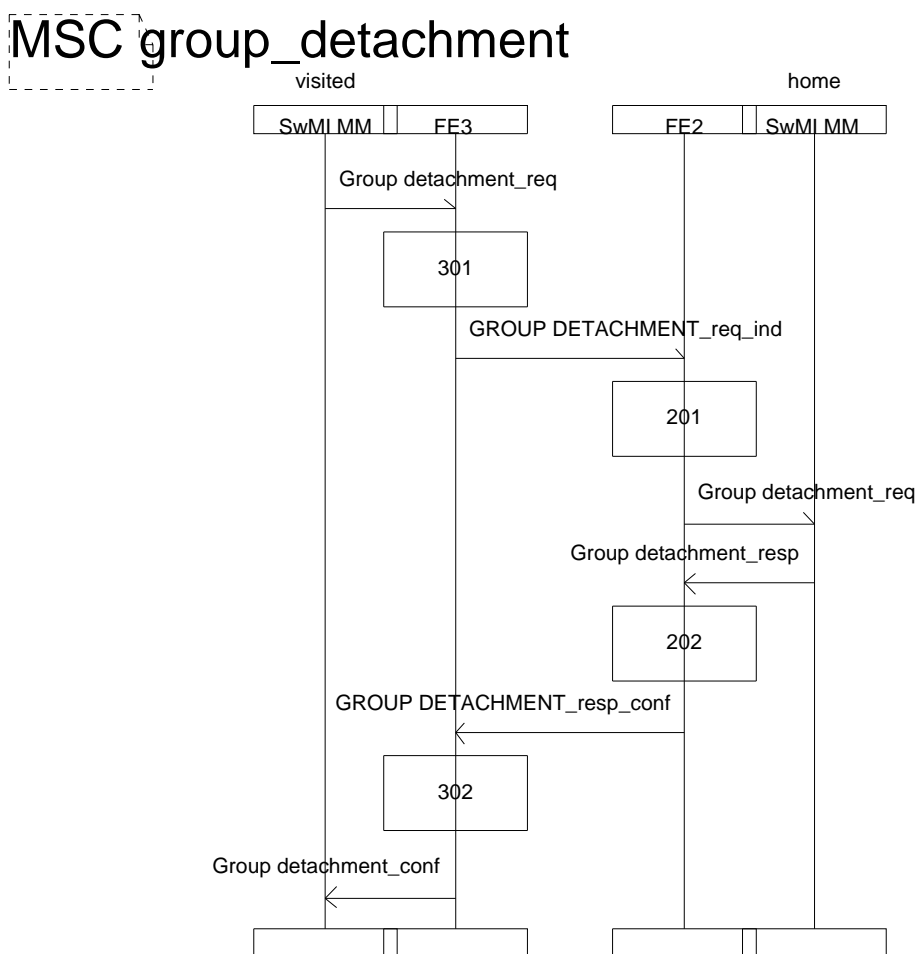 MSC group_detachment
visited home
SwMI MM FE3 FE2 SwMI MM
Group detachment_req
301
GROUP DETACHMENT_req_ind
201
Group detachment_req
Group detachment_resp
202
GROUP DETACHMENT_resp_conf
302
Group detachment_conf